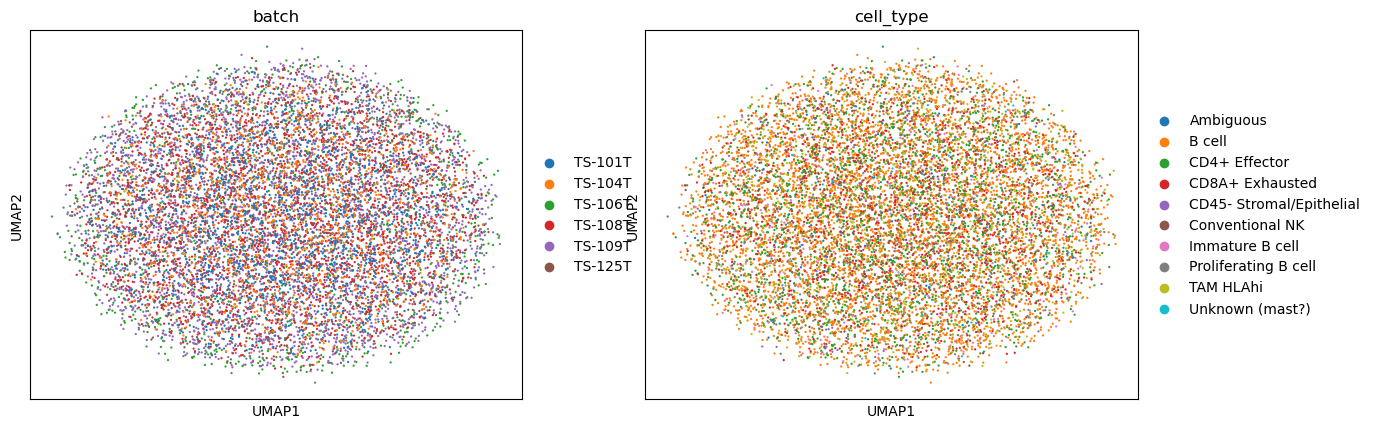 batch
UMAP2
UMAP1
TS-101T
TS-104T
TS-106T
TS-108T
TS-109T
TS-125T
cell_type
UMAP2
UMAP1
Ambiguous
B cell
CD4+ Effector
CD8A+ Exhausted
CD45- Stromal/Epithelial
Conventional NK
Immature B cell
Proliferating B cell
TAM HLAhi
Unknown (mast?)